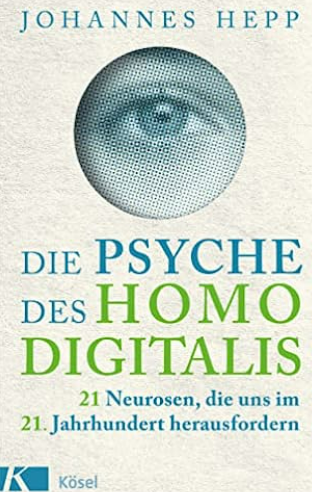 JOHANNES HEPP
DIE PSYCHE
DES HOMO
DIGITALIS
21 Neurosen, die uns im
21. Jahrhundert herausfordern
K Kösel